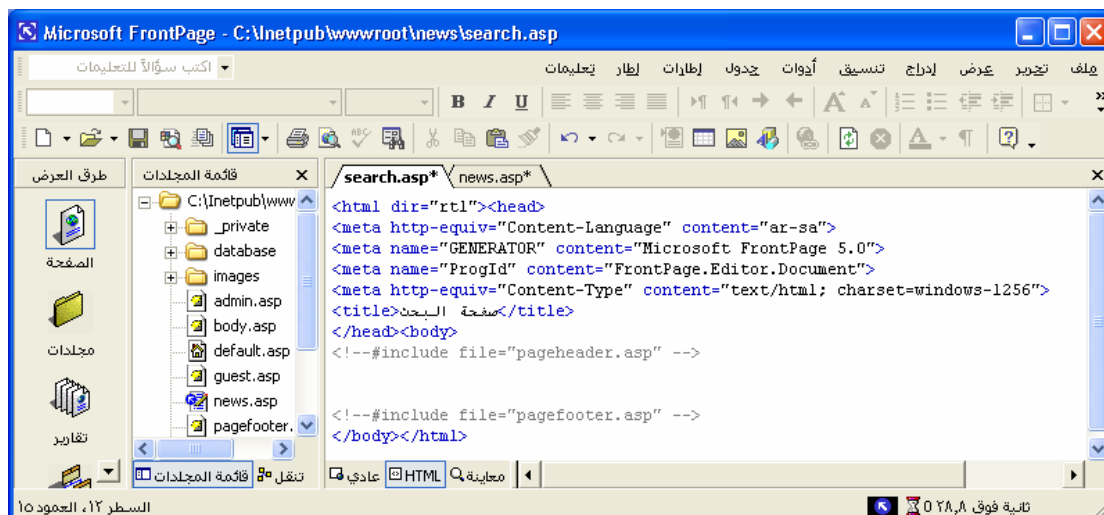 Microsoft FrontPage - C:\Inetpub\wwwroot\news\search.asp
ملف تحرير عرض إدراج تنسيق أدوات جدول إطارات إطار تعليمات اكتب سؤالاً للتعليمات
B I U
طرق العرض
الصفحة
مجلدات
تقارير
قائمة المجلدات
C:\Inetpub\www
_private
database
images
admin.asp
body.asp
default.asp
guest.asp
news.asp
pagefooter.
تنقل قائمة المجلدات
search.asp* news.asp*
<html dir="rtl"><head>
<meta http-equiv="Content-Language" content="ar-sa">
<meta name="GENERATOR" content="Microsoft FrontPage 5.0">
<meta name="ProgId" content="FrontPage.Editor.Document">
<meta http-equiv="Content-Type" content="text/html; charset=windows-1256">
<title>صفحة البحث</title>
</head><body>
<!--#include file="pageheader.asp" -->
<!--#include file="pagefooter.asp" -->
</body></html>
عادي HTML معاينة
السطر ١٢، العمود ١٥
ثانية فوق ٢٨,٨ ٥